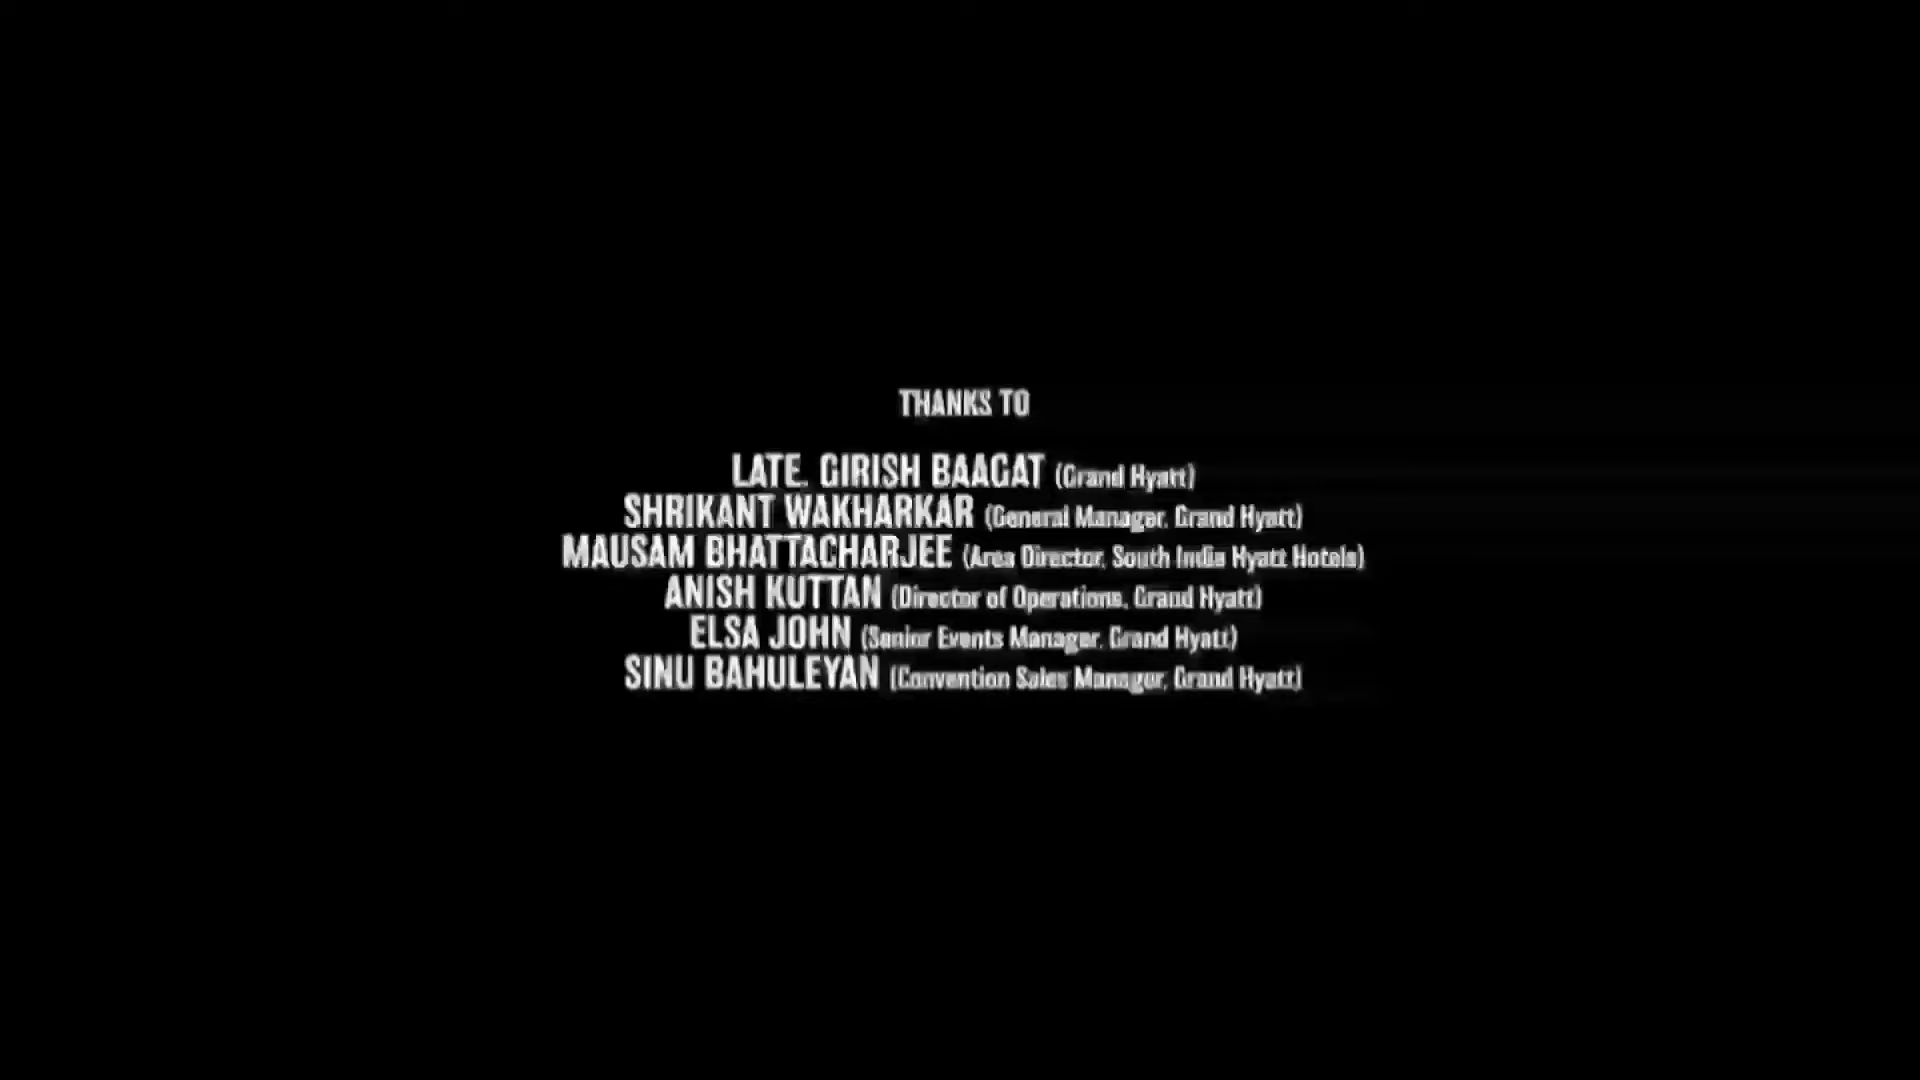 THANKS TO
LATE. GIRISH BAAGAT (Grand Hyatt)
SHRIKANT WAKHARKAR (General Manager, Grand Hyatt)
MAUSAM BHATTACHARJEE (Area Director, South India Hyatt Hotels)
ANISH KUTTAN (Director of Operations, Grand Hyatt)
ELSA JOHN (Senior Events Manager, Grand Hyatt)
SINU BAHULEYAN (Convention Sales Manager, Grand Hyatt)